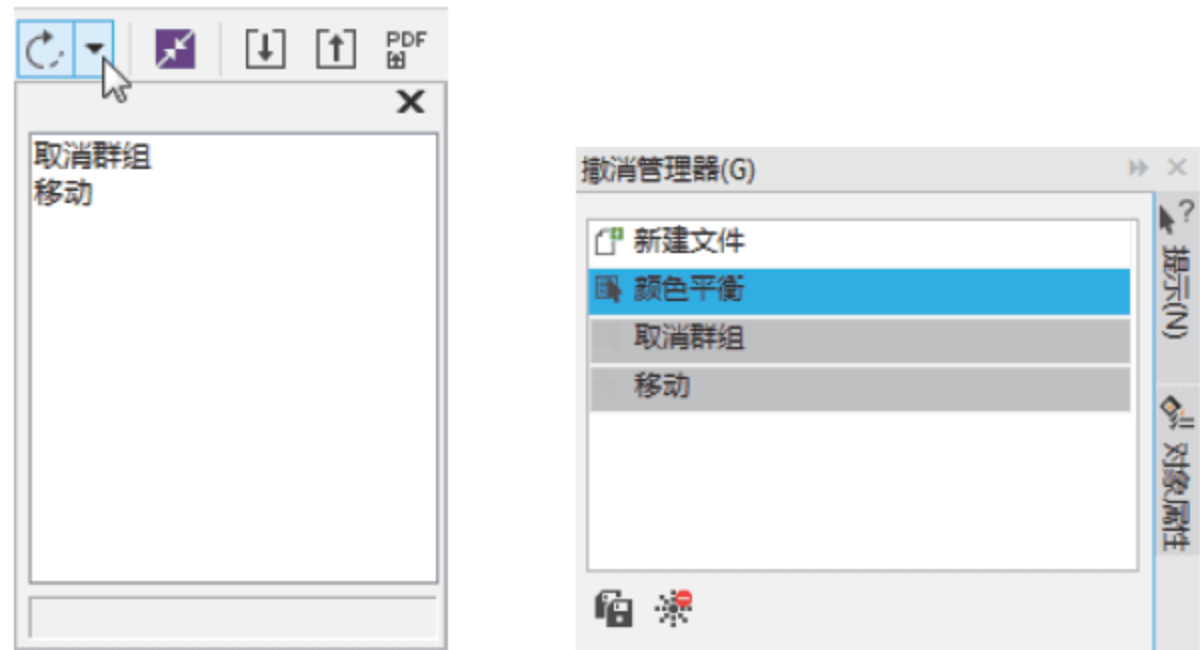 PDF
取消群组
移动
撤消管理器(G)
新建文件
颜色平衡
取消群组
移动
提示(N)
对象属性